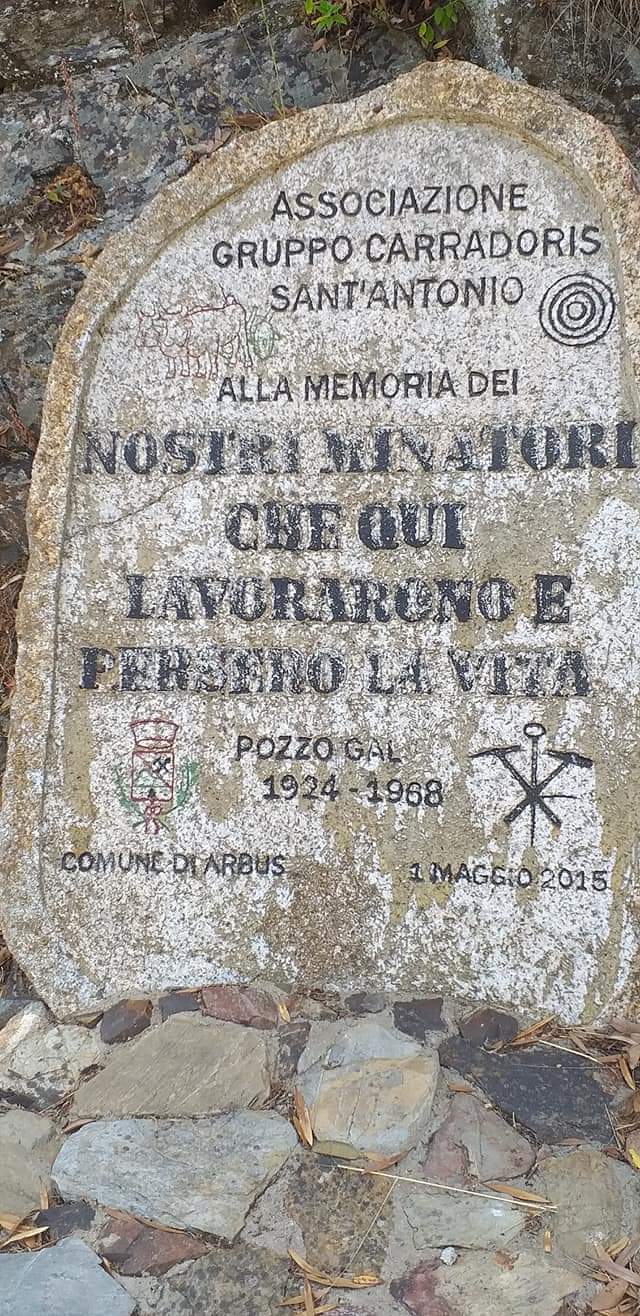 ASSOCIAZIONE
GRUPPO CARRADORIS
SANT'ANTONIO
ALLA MEMORIA DEI
NOSTRI MINATORI
CHE QUI
LAVORARONO E
PERSERO LA VITA
POZZO GAL
1924-1968
COMUNE DI ARBUS
1 MAGGIO 2015